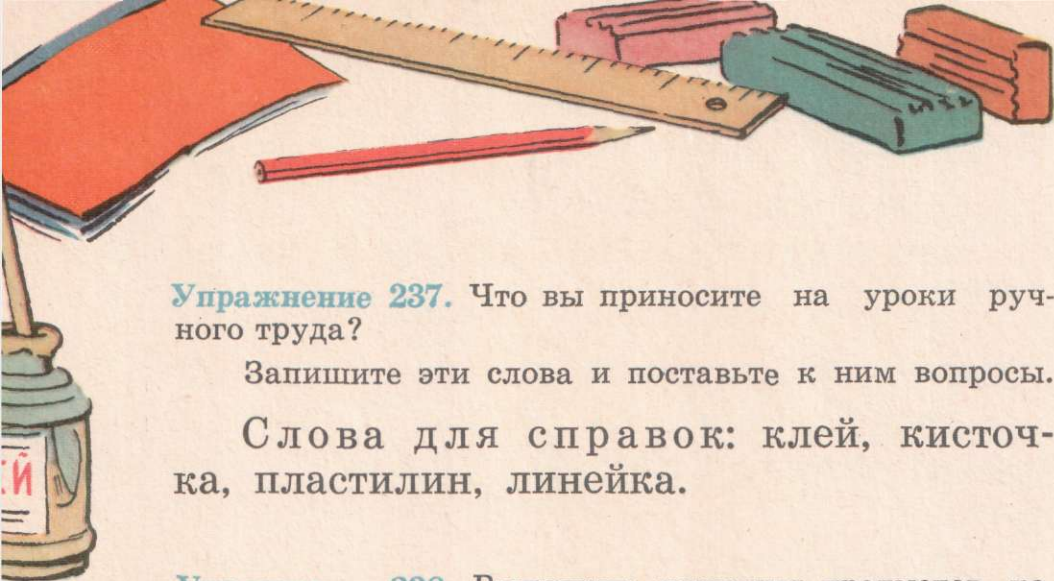 Упражнение 237. Что вы приносите на уроки руч-
ного труда?
Запишите эти слова и поставьте к ним вопросы.
Слова для справок: клей, кисточ-
ка, пластилин, линейка.